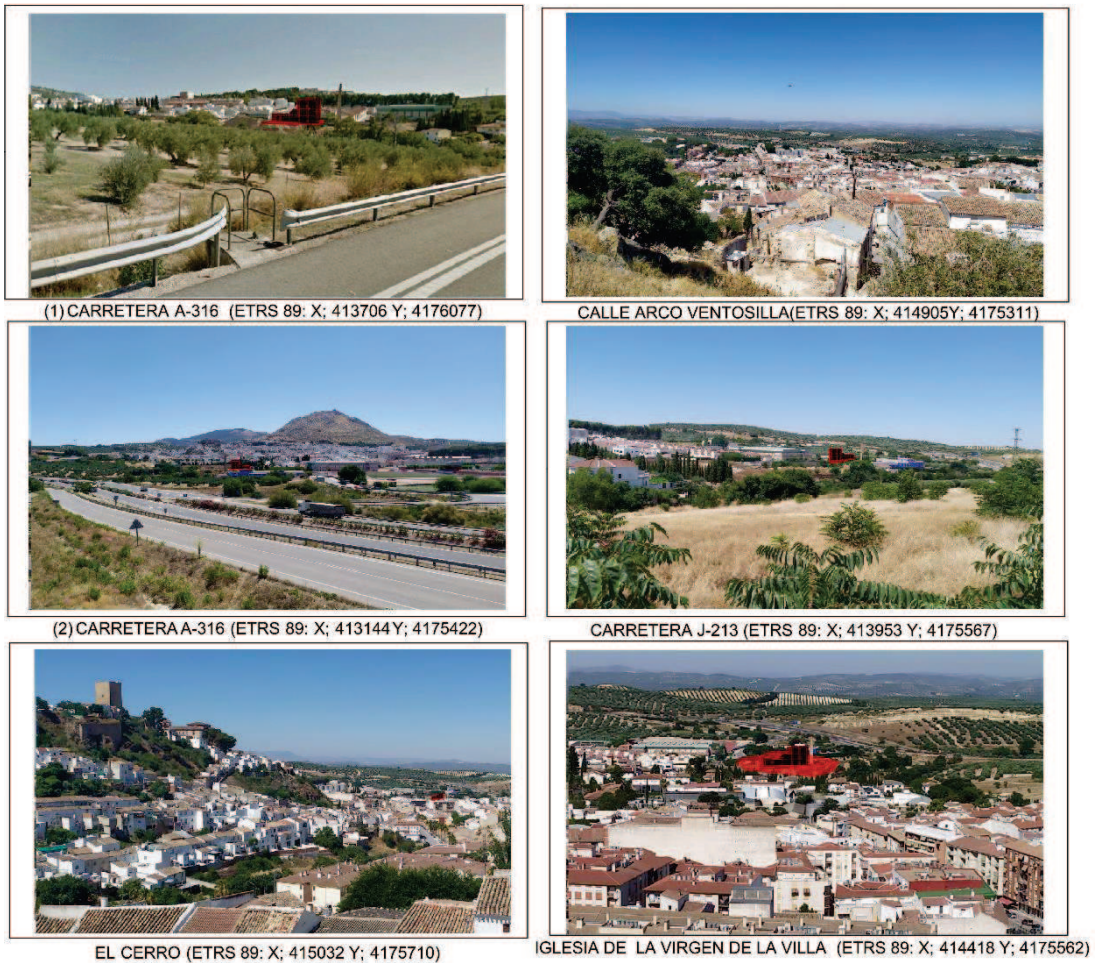 (1) CARRETERA A-316 (ETRS 89: X; 413706 Y; 4176077)
CALLE ARCO VENTOSILLA(ETRS 89: X; 414905Y; 4175311)
(2) CARRETERA A-316 (ETRS 89: X; 413144 Y; 4175422)
CARRETERA J-213 (ETRS 89: X; 413953 Y; 4175567)
EL CERRO (ETRS 89: X; 415032 Y; 4175710)
IGLESIA DE LA VIRGEN DE LA VILLA (ETRS 89: X; 414418 Y; 4175562)